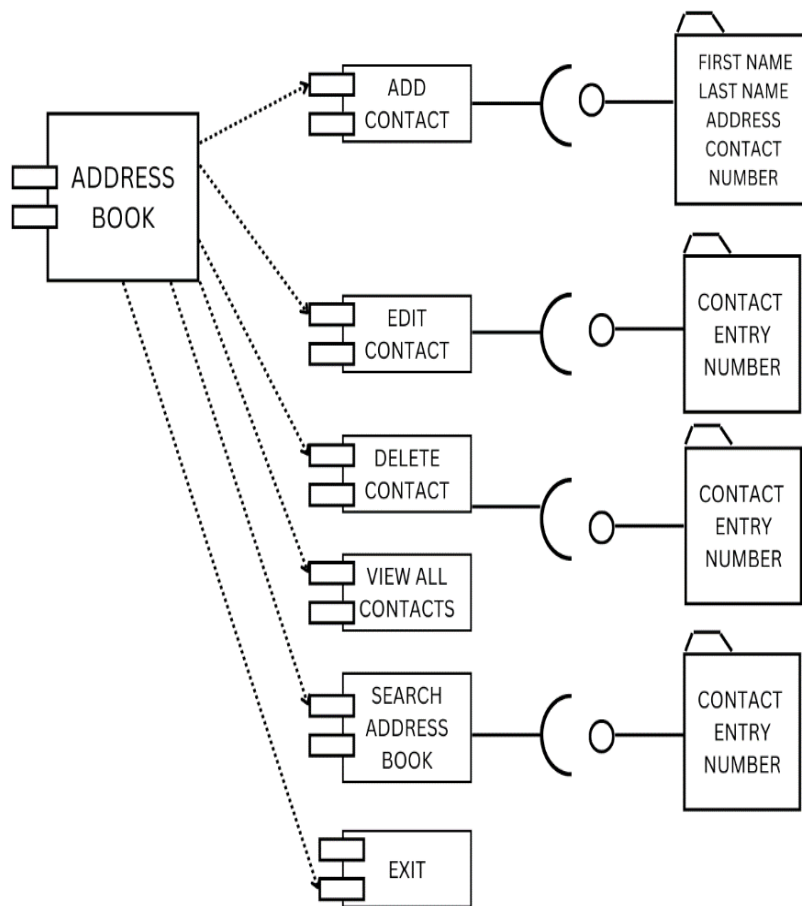 ADDRESS
BOOK
ADD
CONTACT
FIRST NAME
LAST NAME
ADDRESS
CONTACT
NUMBER
EDIT
CONTACT
CONTACT
ENTRY
NUMBER
DELETE
CONTACT
CONTACT
ENTRY
NUMBER
VIEW ALL
CONTACTS
SEARCH
ADDRESS
BOOK
CONTACT
ENTRY
NUMBER
EXIT